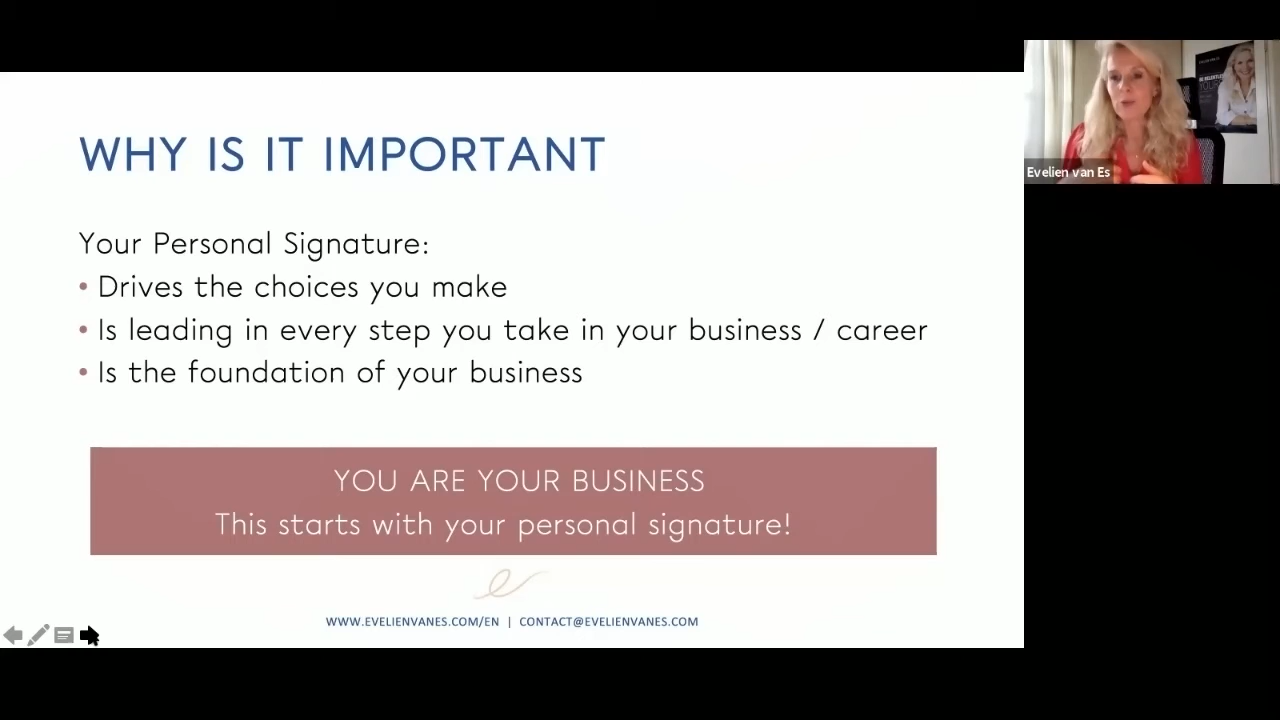 WHY IS IT IMPORTANT
Your Personal Signature:
• Drives the choices you make
• Is leading in every step you take in your business / career
• Is the foundation of your business
YOU ARE YOUR BUSINESS
This starts with your personal signature!
WWW.EVELIENVANES.COM/EN | CONTACT@EVELIENVANES.COM
Evelien van Es